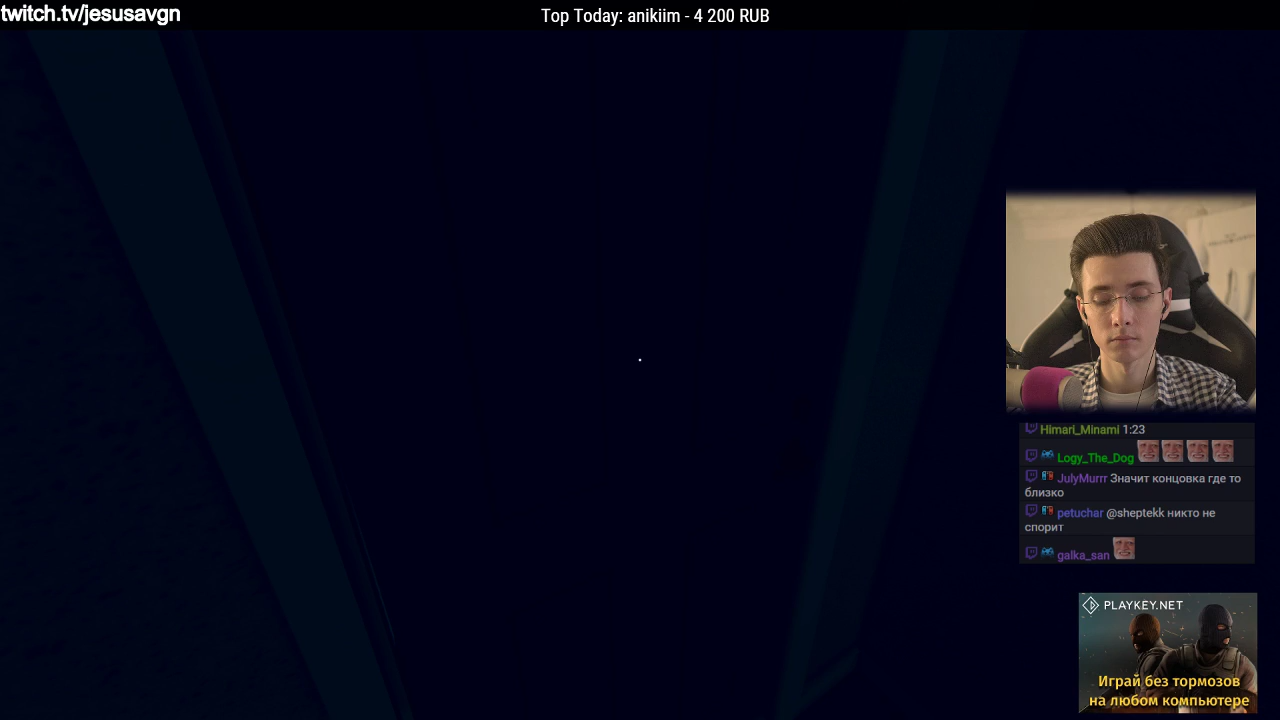 twitch.tv/jesusavgn
Top Today: anikiim - 4 200 RUB
Himari_Minami 1:23
Logy_The_Dog
JulyMurrr Значит концовка где то
близко
petuchar @sheptekk никто не
спорит
galka_san
PLAYKEY.NET
Играй без тормозов
на любом компьютере